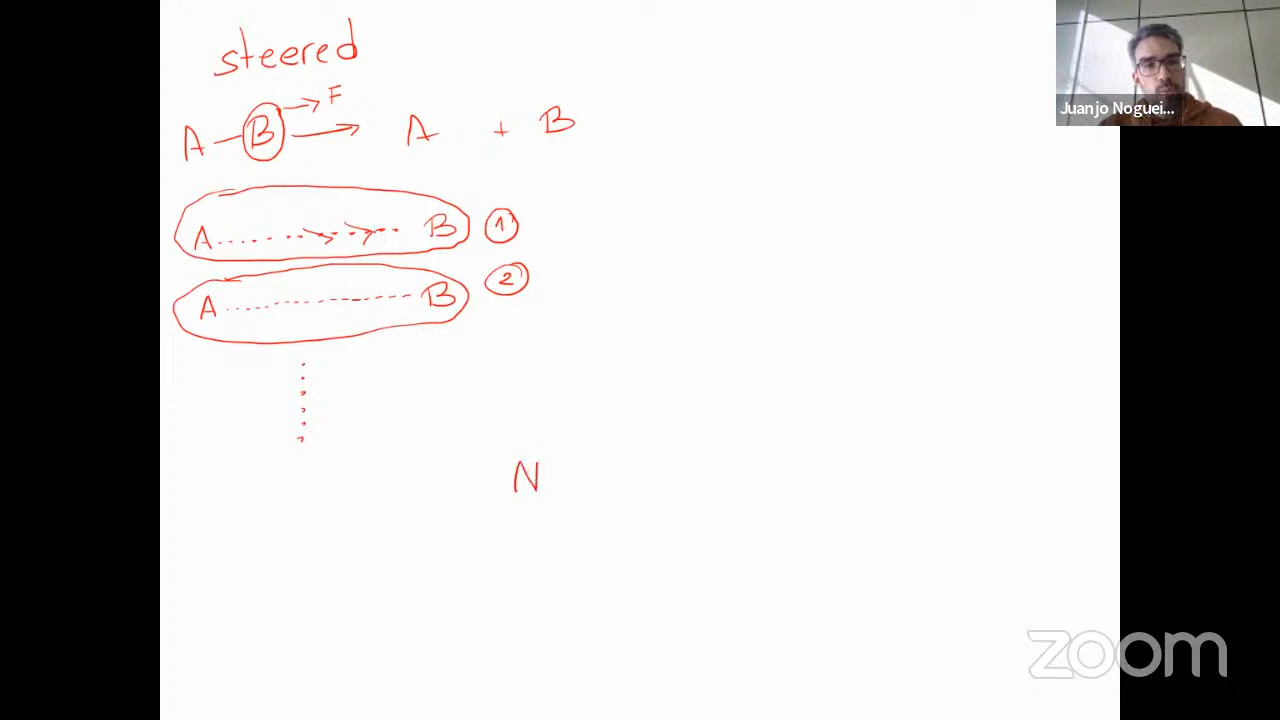 steered
A — B → F → A + B
A ........ B 1
A ........ B 2
N
Juanjo Noguei...
zoom